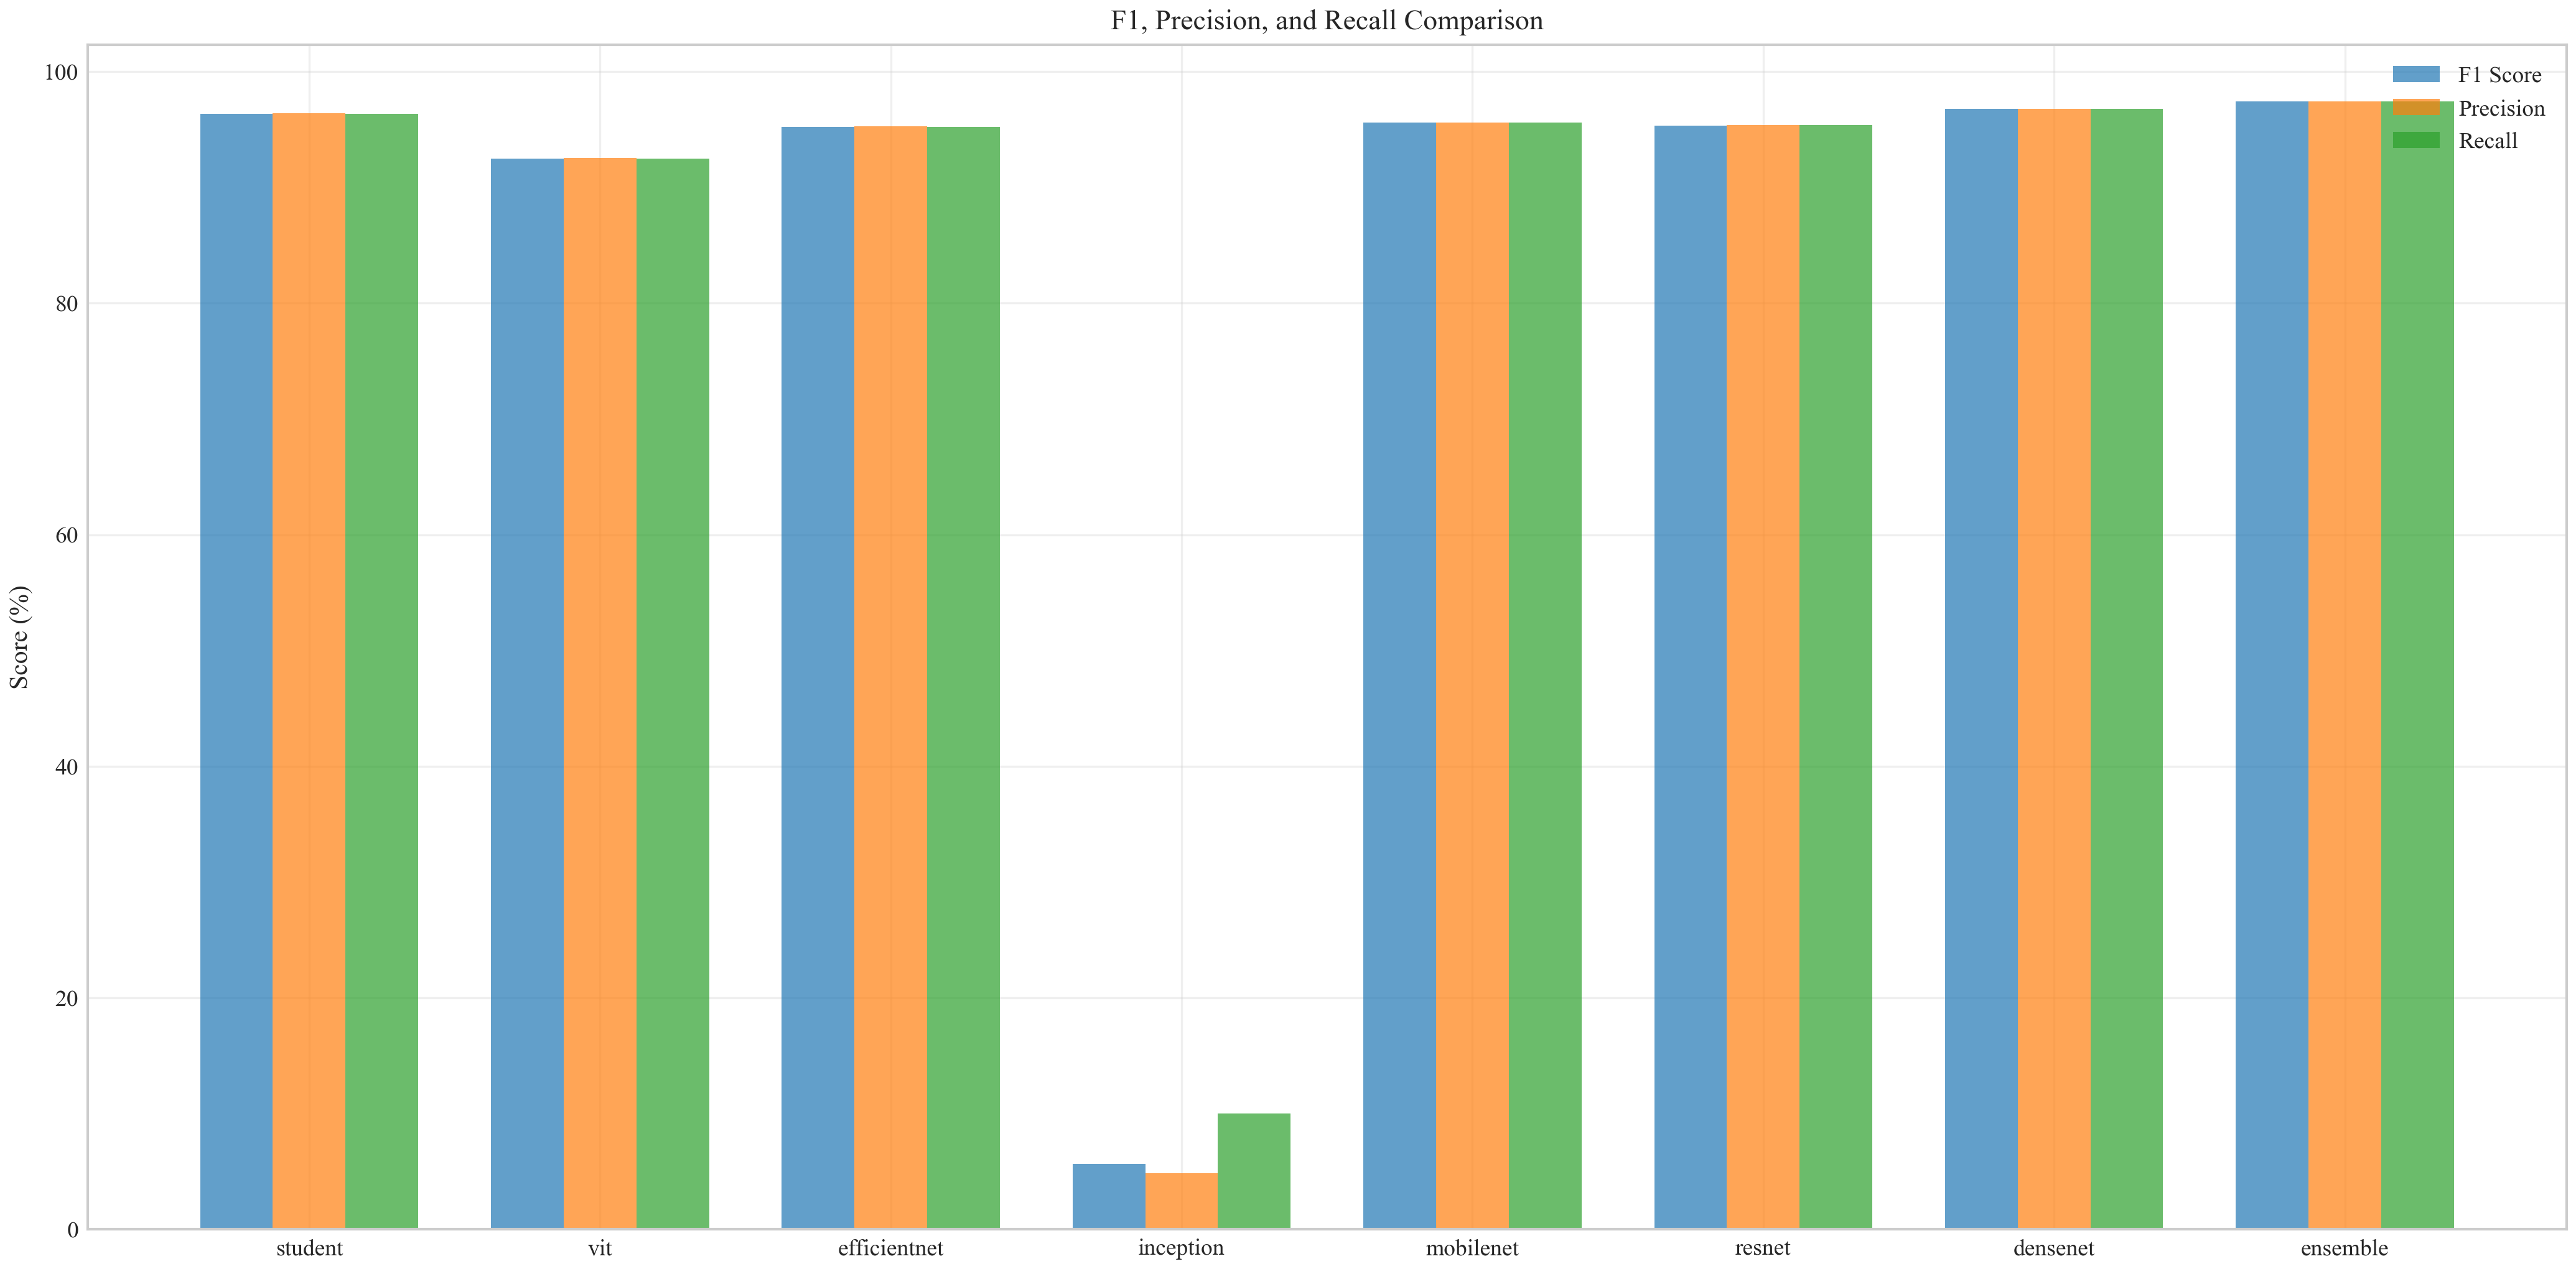 F1, Precision, and Recall Comparison
100
80
60
40
20
0
Score (%)
F1 Score
Precision
Recall
student vit efficientnet inception mobilenet resnet densenet ensemble